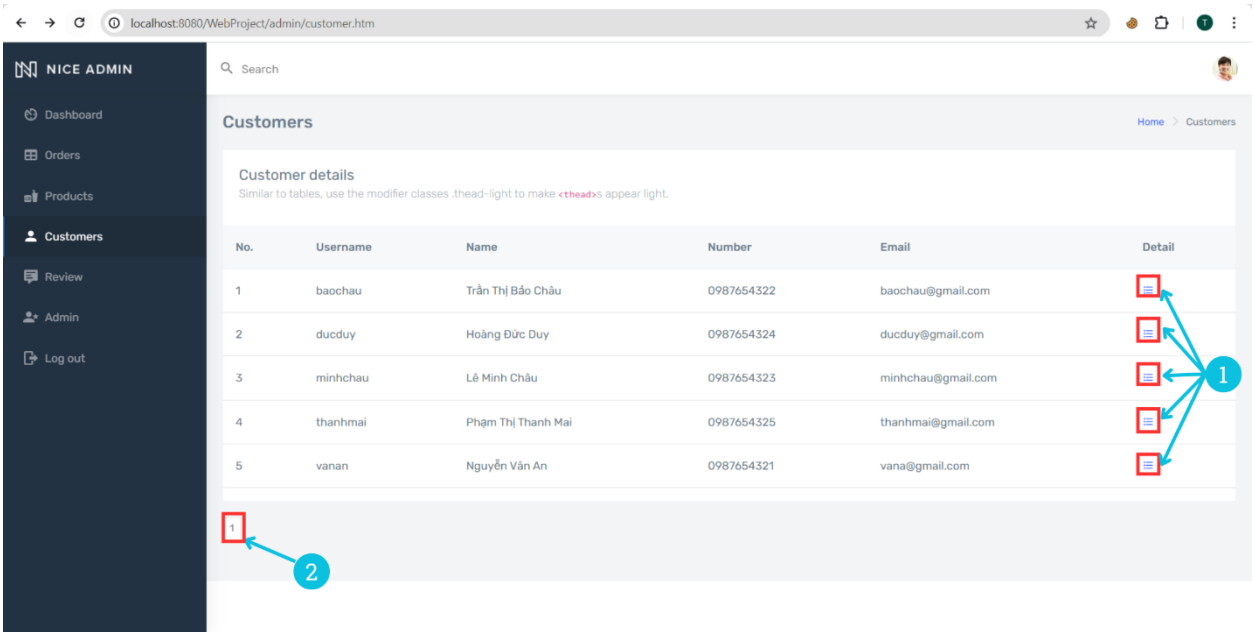 localhost:8080/WebProject/admin/customer.htm
T
NICE ADMIN
Search
Dashboard
Orders
Products
Customers
Review
Admin
Log out
Customers
Home > Customers
Customer details
Similar to tables, use the modifier classes .thead-light to make <thead>s appear light.
No. Username Name Number Email Detail
1 baochau Trần Thị Bảo Châu 0987654322 baochau@gmail.com
2 ducduy Hoàng Đức Duy 0987654324 ducduy@gmail.com
3 minhchau Lê Minh Châu 0987654323 minhchau@gmail.com
4 thanhmai Phạm Thị Thanh Mai 0987654325 thanhmai@gmail.com
5 vanan Nguyễn Văn An 0987654321 vana@gmail.com
1
1
2